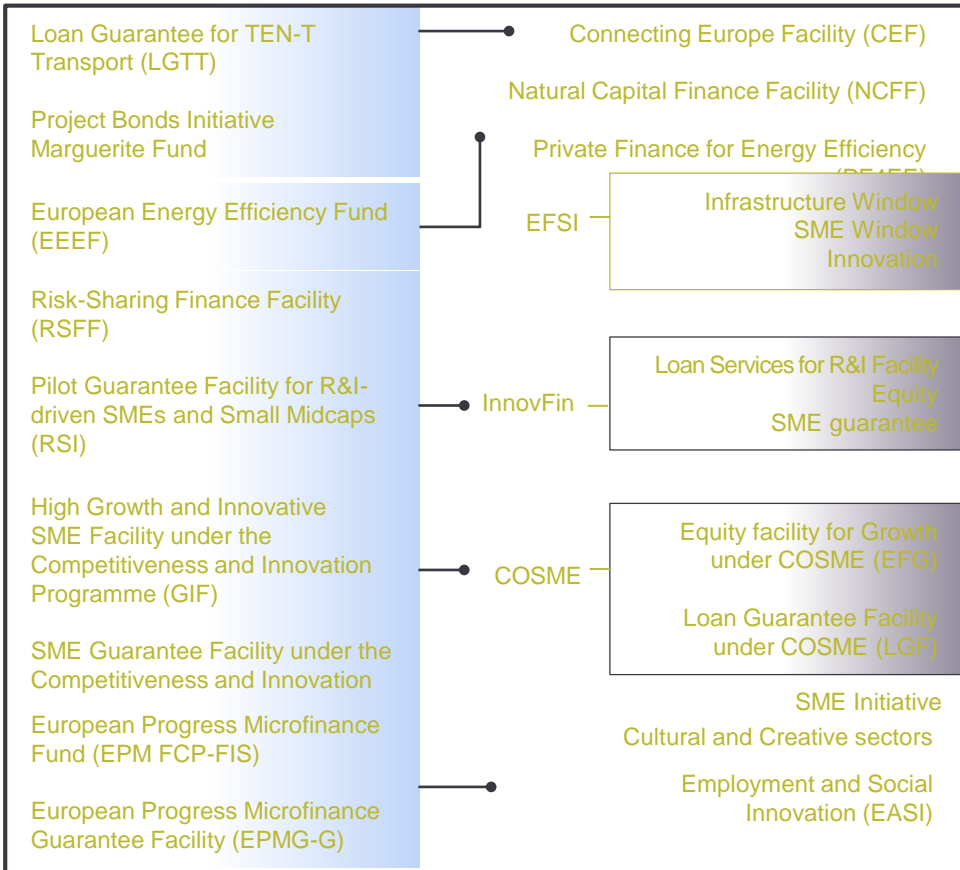 Loan Guarantee for TEN-T
Transport (LGTT)
Project Bonds Initiative
Marguerite Fund
European Energy Efficiency Fund
(EEEF)
Risk-Sharing Finance Facility
(RSFF)
Pilot Guarantee Facility for R&I-
driven SMEs and Small Midcaps
(RSI)
High Growth and Innovative
SME Facility under the
Competitiveness and Innovation
Programme (GIF)
SME Guarantee Facility under the
Competitiveness and Innovation
European Progress Microfinance
Fund (EPM FCP-FIS)
European Progress Microfinance
Guarantee Facility (EPMG-G)
Connecting Europe Facility (CEF)
Natural Capital Finance Facility (NCFF)
Private Finance for Energy Efficiency
EFSI
Infrastructure Window
SME Window
Innovation
InnovFin
Loan Services for R&I Facility
Equity
SME guarantee
COSME
Equity facility for Growth
under COSME (EFG)
Loan Guarantee Facility
under COSME (LGF)
SME Initiative
Cultural and Creative sectors
Employment and Social
Innovation (EASI)